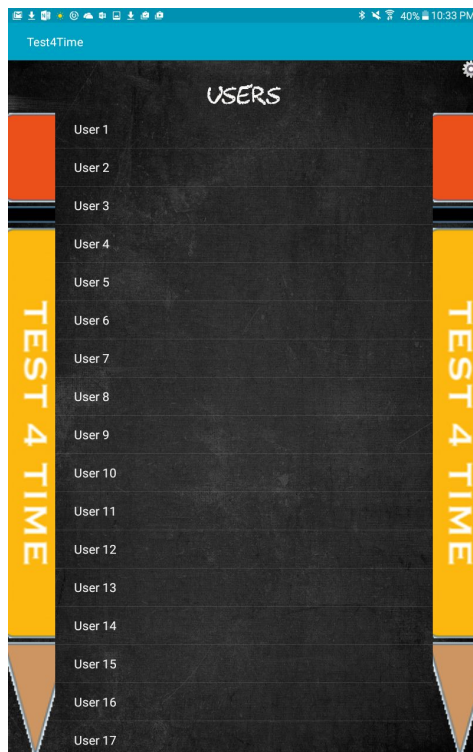 40% 10:33 PM
Test4Time
USERS
User 1
User 2
User 3
User 4
User 5
User 6
User 7
User 8
User 9
User 10
User 11
User 12
User 13
User 14
User 15
User 16
User 17
TEST 4 TIME
TEST 4 TIME